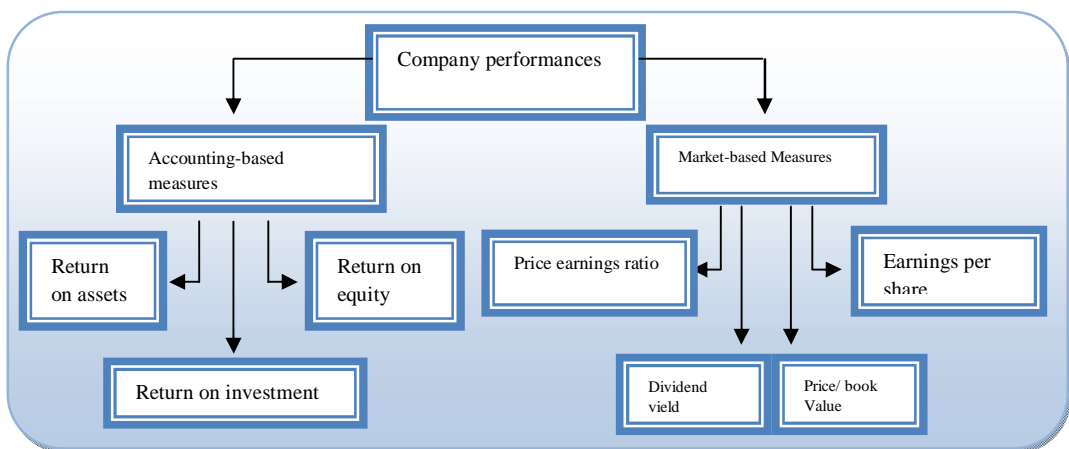 Company performances
Accounting-based
measures
Market-based Measures
Return
on assets
Return on
equity
Price earnings ratio
Earnings per
share
Return on investment
Dividend
yield
Price/ book
Value